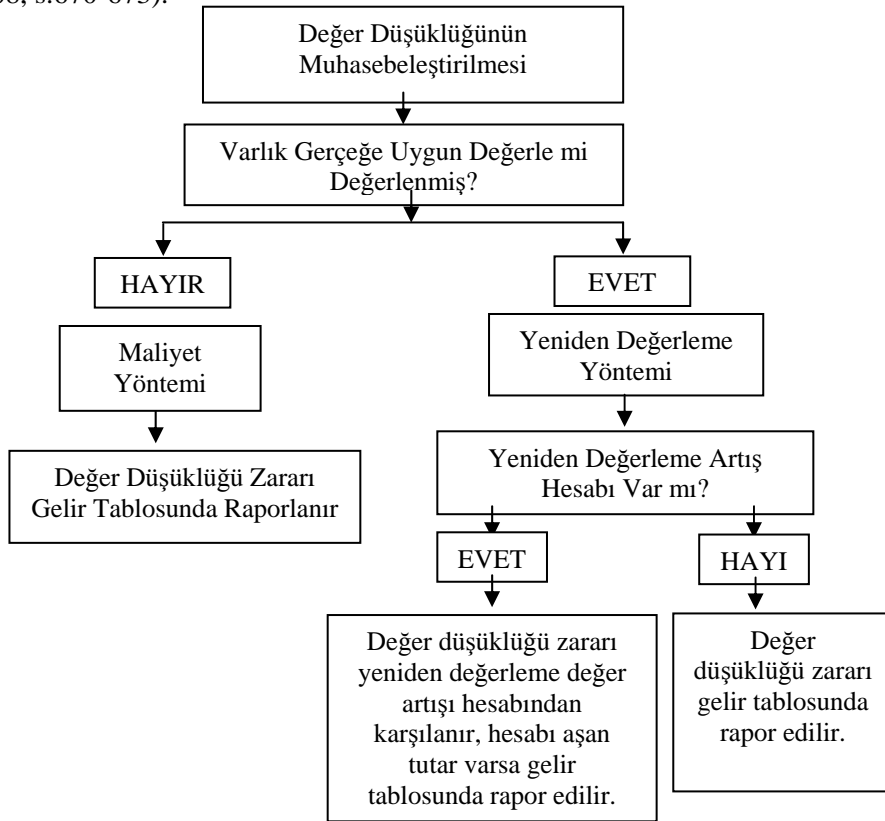 s.670-673).
Değer Düşüklüğünün
Muhasebeleştirilmesi
Varlık Gerçeğe Uygun Değerle mi
Değerlenmiş?
HAYIR
EVET
Maliyet
Yöntemi
Yeniden Değerleme
Yöntemi
Değer Düşüklüğü Zararı
Gelir Tablosunda Raporlanır
Yeniden Değerleme Artış
Hesabı Var mı?
EVET
HAYI
Değer düşüklüğü zararı
yeniden değerleme değer
artışı hesabından
karşılanır, hesabı aşan
tutar varsa gelir
tablosunda rapor edilir.
Değer
düşüklüğü zararı
gelir tablosunda
rapor edilir.